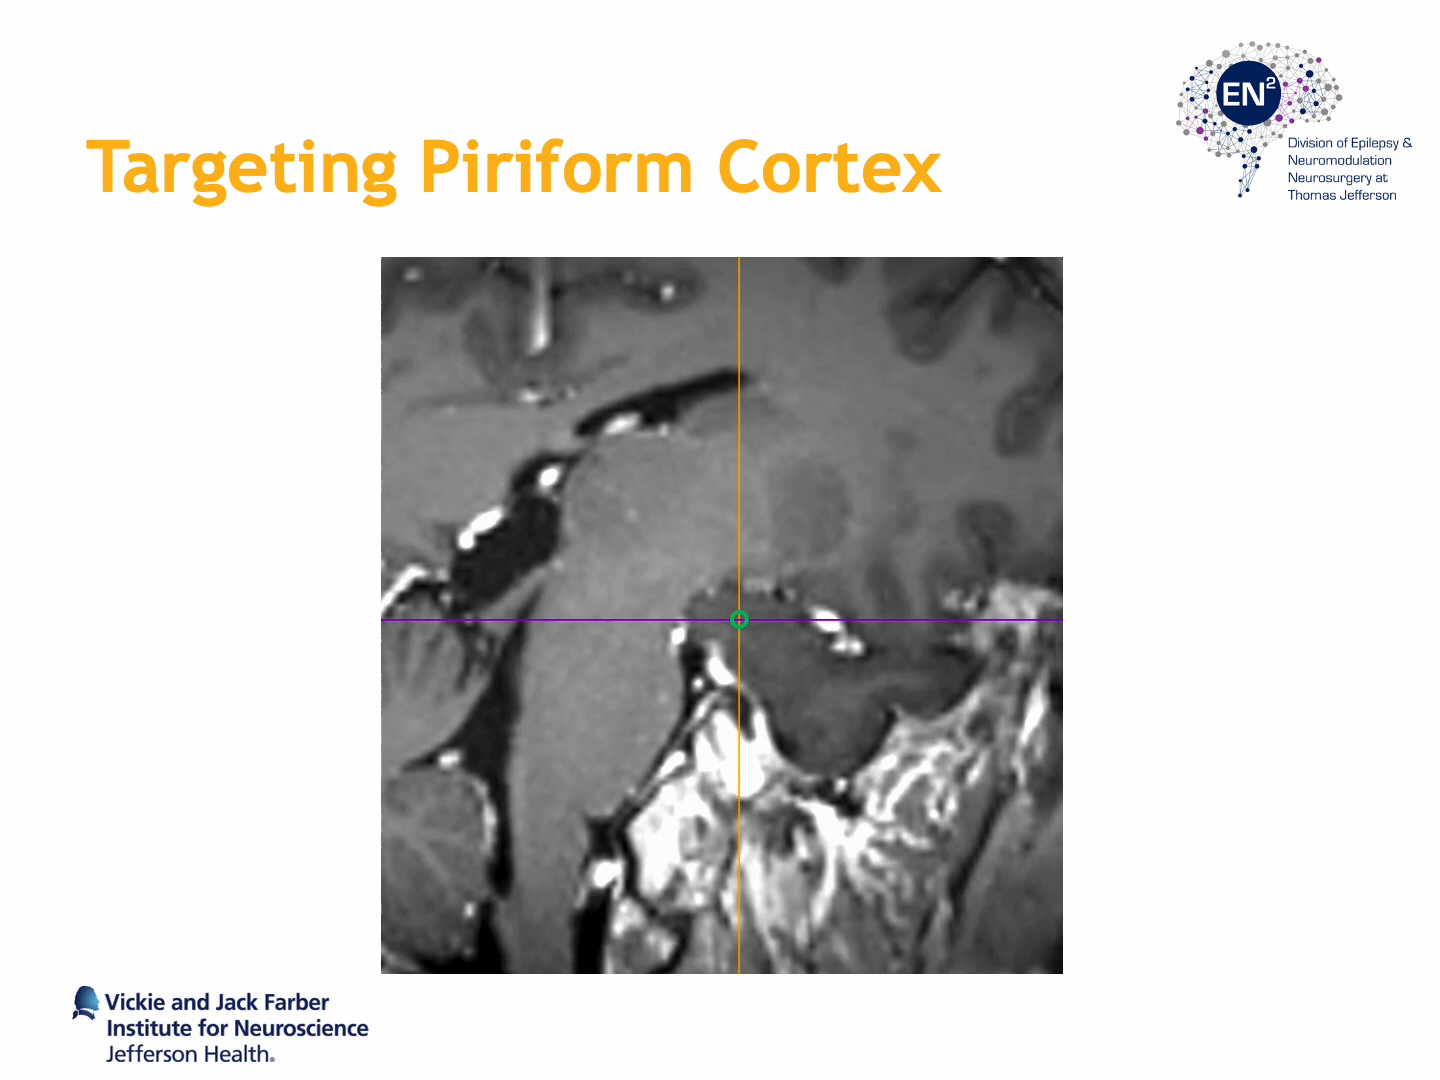 EN²
Division of Epilepsy &
Neuromodulation
Neurosurgery at
Thomas Jefferson
Targeting Piriform Cortex
Vickie and Jack Farber
Institute for Neuroscience
Jefferson Health®